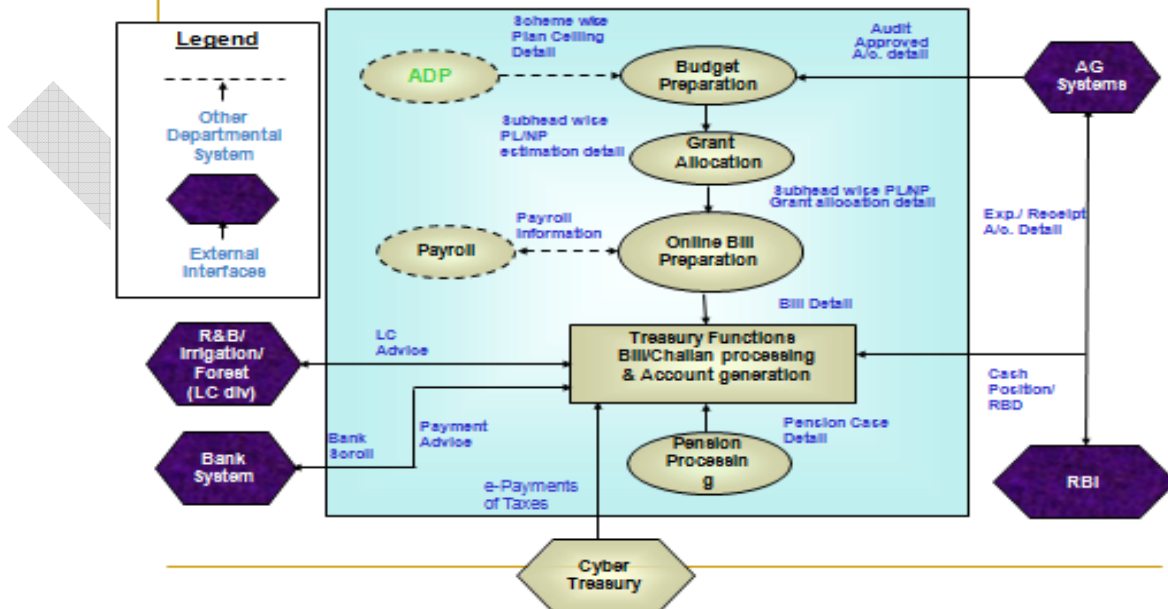 Legend
Other
Departmental
System
External
Interfaces
Scheme wise
Plan Ceiling
Detail
Audit
Approved
A/o. detail
ADP
Budget
Preparation
AG
Systems
Subhead wise
PL/NP
estimation detail
Grant
Allocation
Subhead wise PL/NP
Grant allocation detail
Exp./ Receipt
A/o. Detail
Payroll
Information
Payroll
Online Bill
Preparation
Bill Detail
R&B/
Irrigation/
Forest
(LC div)
LC
Advice
Treasury Functions
Bill/Challan processing
& Account generation
Cash
Position/
RBD
Bank
Scroll
Payment
Advice
Pension Case
Detail
Bank
System
Pension
Processin
g
RBI
e-Payments
of Taxes
Cyber
Treasury